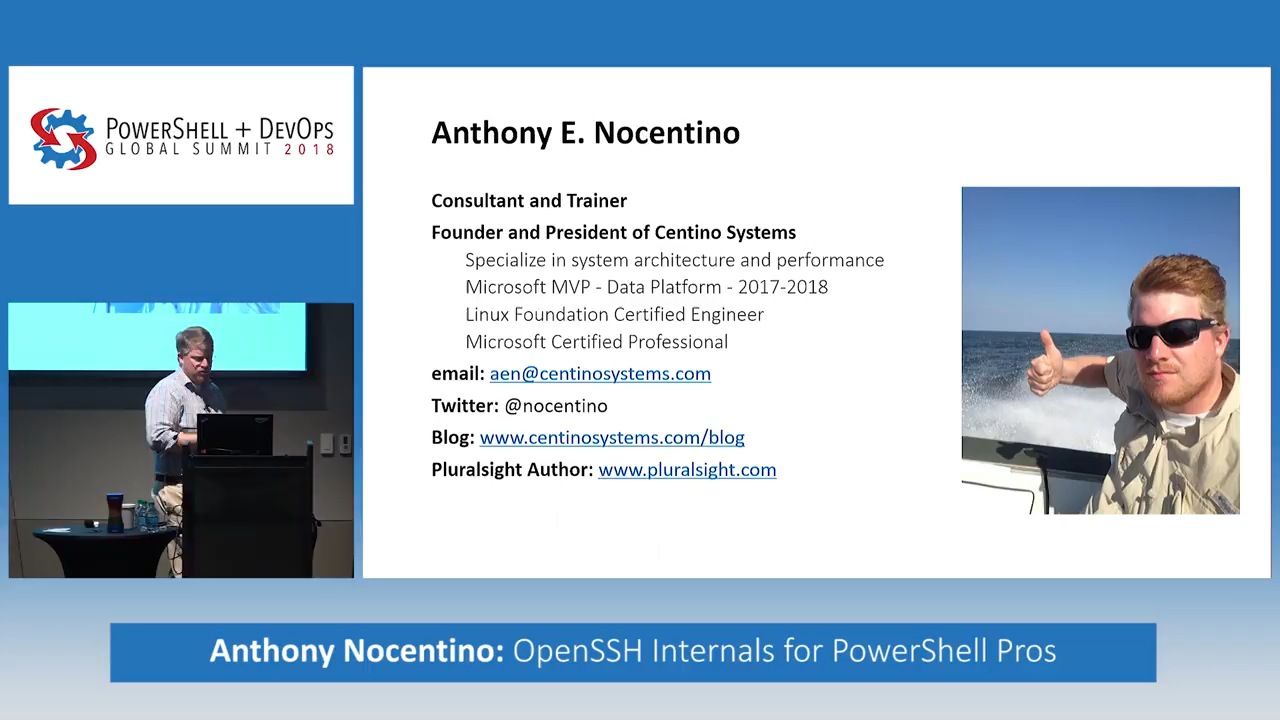 POWERSHELL + DEVOPS
GLOBAL SUMMIT 2018
Anthony E. Nocentino
Consultant and Trainer
Founder and President of Centino Systems
Specialize in system architecture and performance
Microsoft MVP - Data Platform - 2017-2018
Linux Foundation Certified Engineer
Microsoft Certified Professional
email: aen@centinosystems.com
Twitter: @nocentino
Blog: www.centinosystems.com/blog
Pluralsight Author: www.pluralsight.com
Anthony Nocentino: OpenSSH Internals for PowerShell Pros